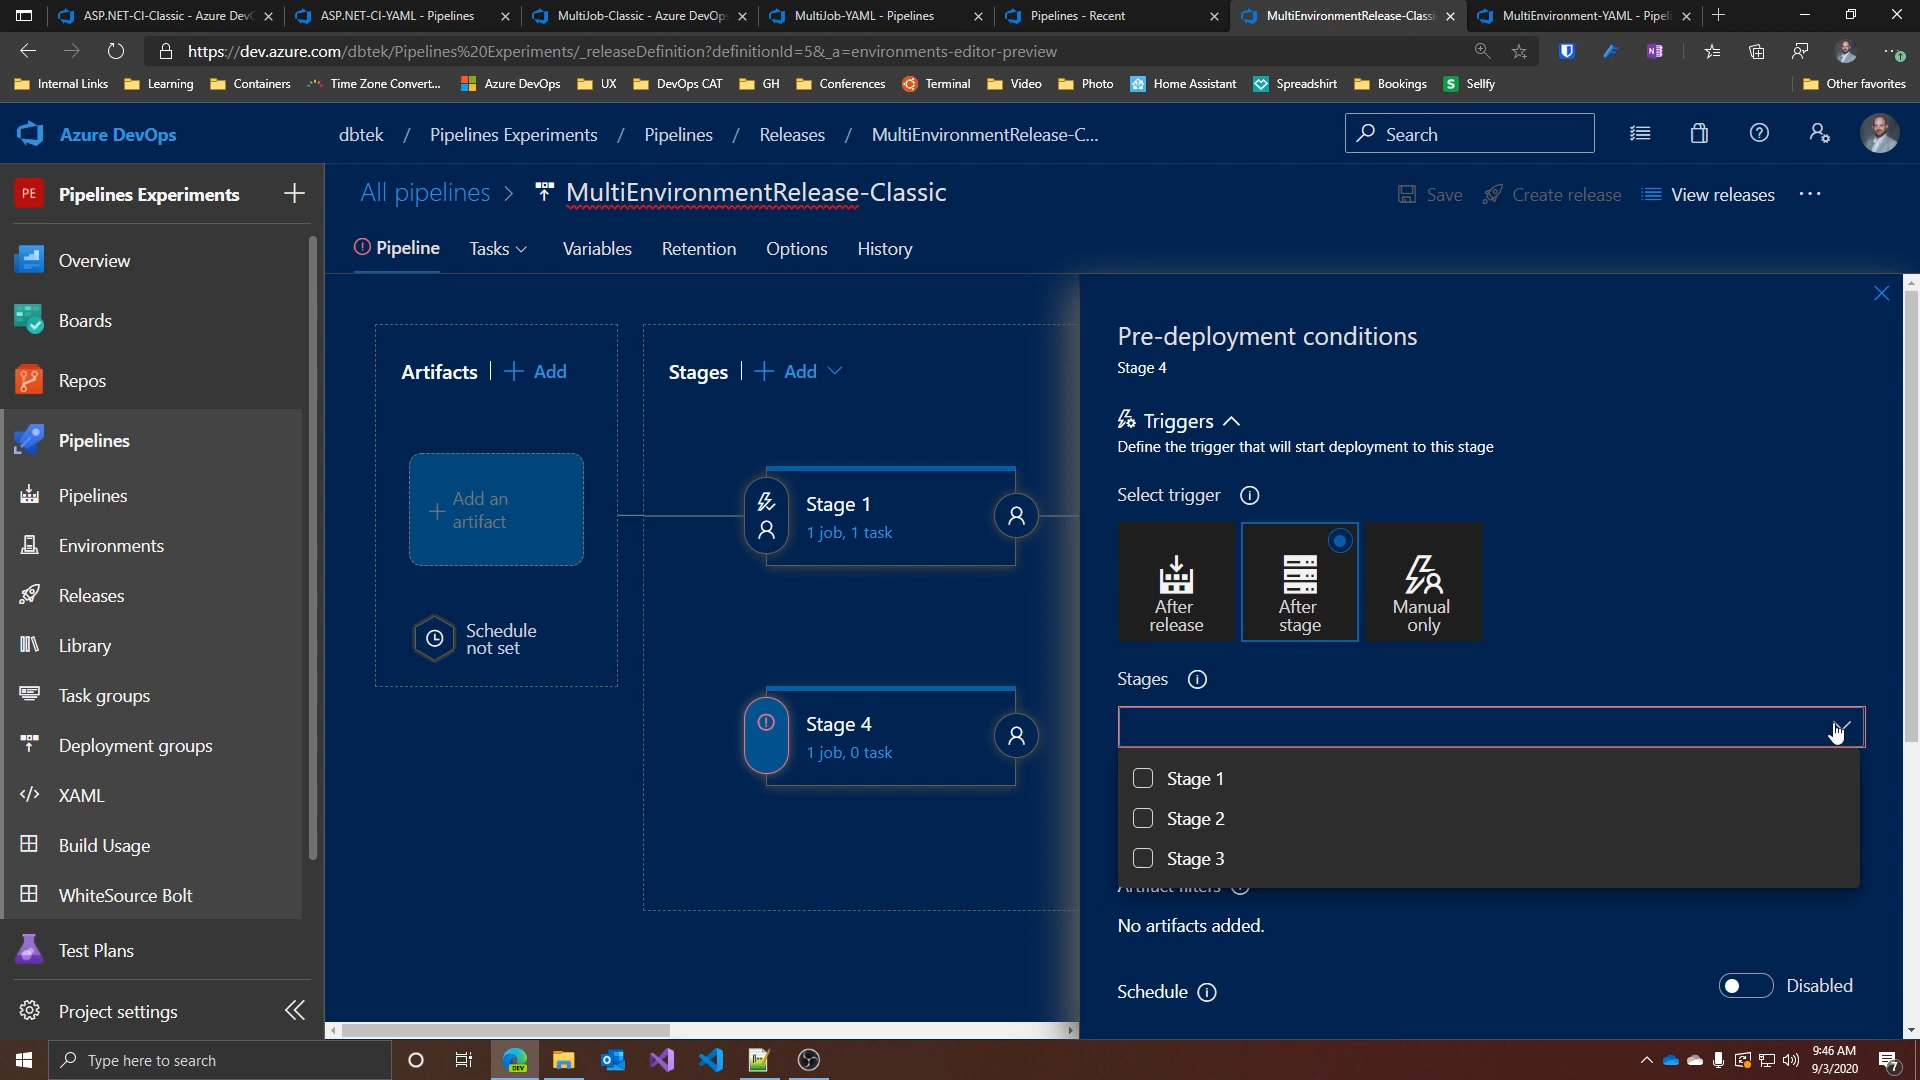 ASP.NET-CI-Classic - Azure Dev
ASP.NET-CI-YAML - Pipelines
MultiJob-Classic - Azure DevOp
MultiJob-YAML - Pipelines
Pipelines - Recent
MultiEnvironmentRelease-Classi
MultiEnvironment-YAML - Pipeli
https://dev.azure.com/dbtek/Pipelines%20Experiments/_releaseDefinition?definitionId=5&_a=environments-editor-preview
Internal Links
Learning
Containers
Time Zone Convert...
Azure DevOps
UX
DevOps CAT
GH
Conferences
Terminal
Video
Photo
Home Assistant
Spreadshirt
Bookings
S
Sellfy
Other favorites
Azure DevOps
dbtek / Pipelines Experiments / Pipelines / Releases / MultiEnvironmentRelease-C...
Search
PE
Pipelines Experiments
All pipelines > MultiEnvironmentRelease-Classic
Save
Create release
View releases
Pipeline
Tasks
Variables
Retention
Options
History
Overview
Boards
Repos
Pipelines
Pipelines
Environments
Releases
Library
Task groups
Deployment groups
XAML
Build Usage
WhiteSource Bolt
Test Plans
Project settings
Artifacts | + Add
Add an
artifact
Schedule
not set
Stages | + Add
Stage 1
1 job, 1 task
Stage 4
1 job, 0 task
Pre-deployment conditions
Stage 4
Triggers
Define the trigger that will start deployment to this stage
Select trigger
After
release
After
stage
Manual
only
Stages
Stage 1
Stage 2
Stage 3
Artifact filters
No artifacts added.
Schedule
Disabled
Type here to search
DEV
9:46 AM
9/3/2020
7